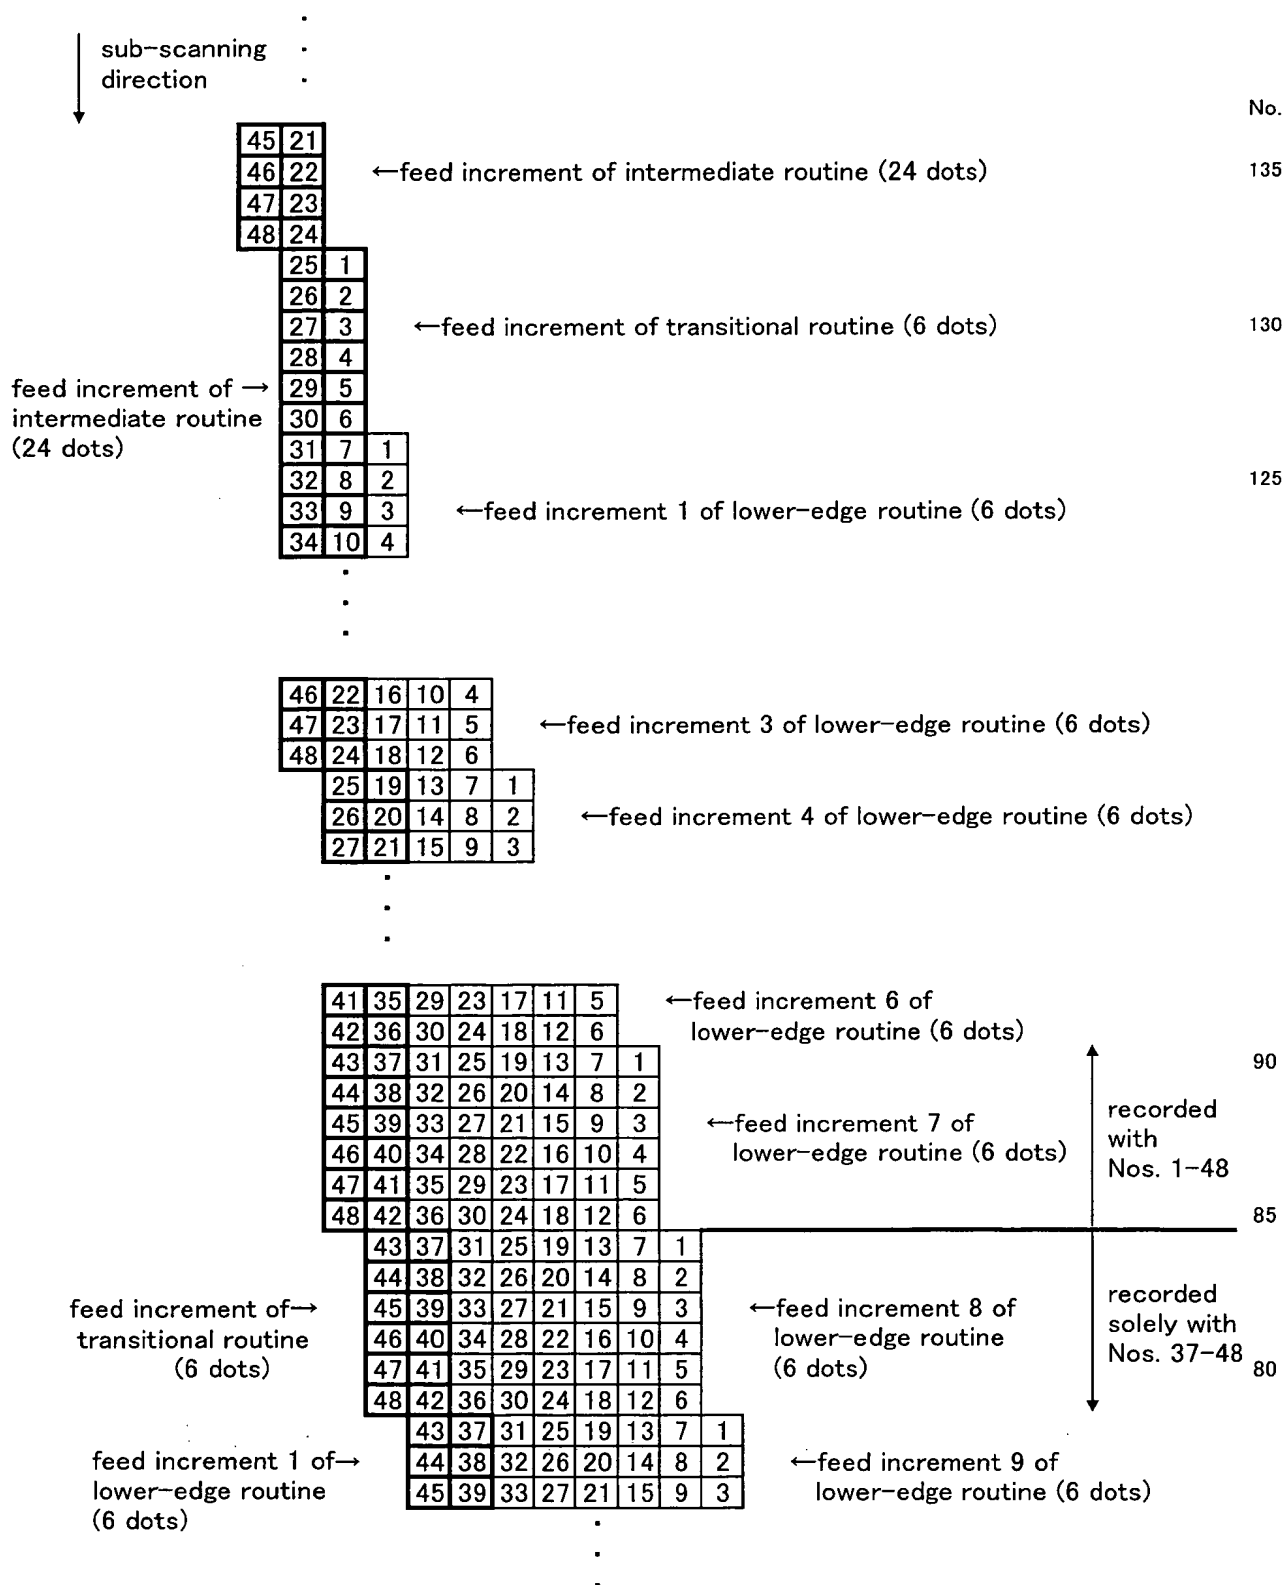 sub-scanning
direction
No.
45 21
46 22 ←feed increment of intermediate routine (24 dots) 135
47 23
48 24
25 1
26 2
27 3 ←feed increment of transitional routine (6 dots) 130
28 4
feed increment of → 29 5
intermediate routine 30 6
(24 dots) 31 7 1
32 8 2 125
33 9 3 ←feed increment 1 of lower-edge routine (6 dots)
34 10 4
46 22 16 10 4
47 23 17 11 5 ←feed increment 3 of lower-edge routine (6 dots)
48 24 18 12 6
25 19 13 7 1
26 20 14 8 2 ←feed increment 4 of lower-edge routine (6 dots)
27 21 15 9 3
41 35 29 23 17 11 5 ←feed increment 6 of
42 36 30 24 18 12 6 lower-edge routine (6 dots)
43 37 31 25 19 13 7 1 90
44 38 32 26 20 14 8 2 recorded
45 39 33 27 21 15 9 3 ←feed increment 7 of with
46 40 34 28 22 16 10 4 lower-edge routine (6 dots) Nos. 1-48
47 41 35 29 23 17 11 5
48 42 36 30 24 18 12 6 85
43 37 31 25 19 13 7 1
44 38 32 26 20 14 8 2 recorded
feed increment of→ 45 39 33 27 21 15 9 3 ←feed increment 8 of solely with
transitional routine 46 40 34 28 22 16 10 4 lower-edge routine Nos. 37-48
(6 dots) 47 41 35 29 23 17 11 5 (6 dots) 80
48 42 36 30 24 18 12 6
43 37 31 25 19 13 7 1
feed increment 1 of→ 44 38 32 26 20 14 8 2 ←feed increment 9 of
lower-edge routine 45 39 33 27 21 15 9 3 lower-edge routine (6 dots)
(6 dots)